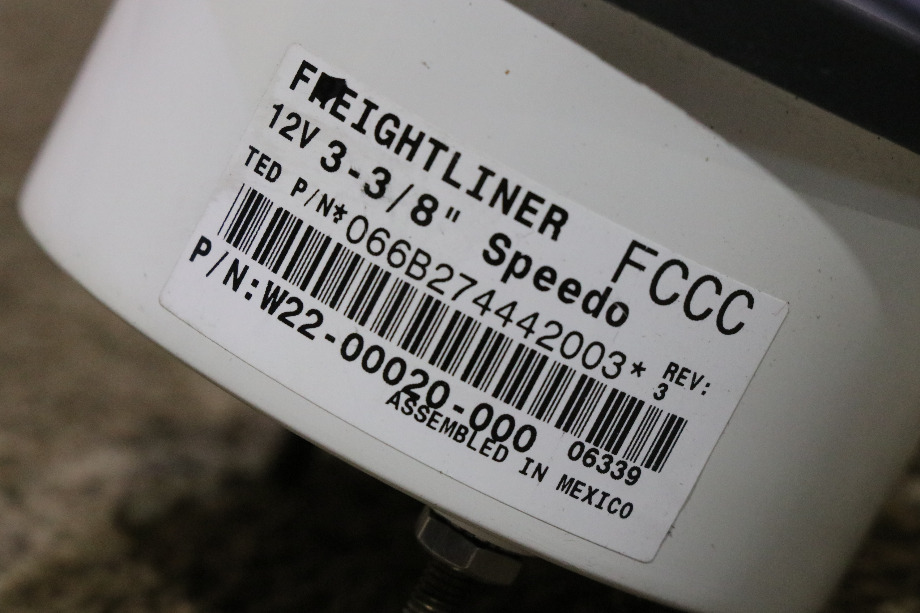 FREIGHTLINER
12V 3-3/8" Speedo FCCC
TED P/N*066B274442003* REV:
3
P/N:W22-00020-000 06339
ASSEMBLED IN MEXICO